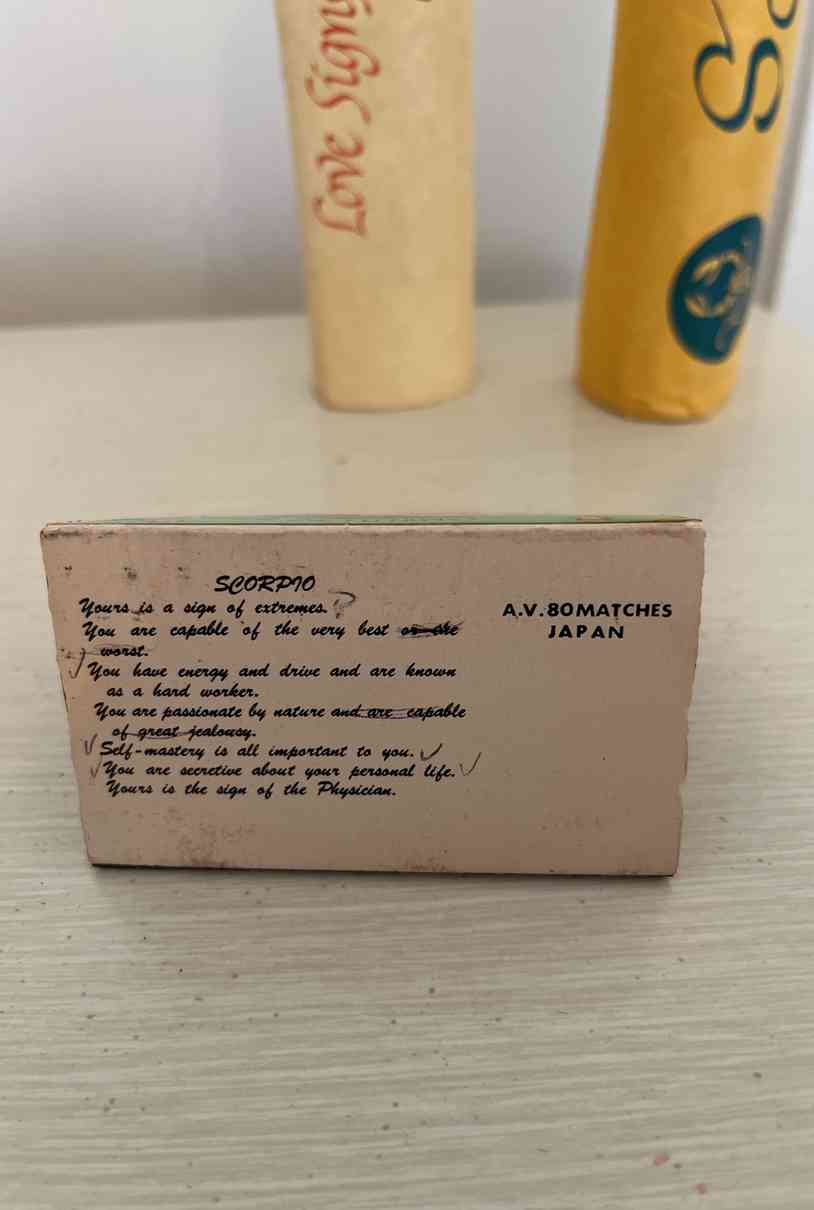 Love Sign
SCORPIO
Yours is a sign of extremes.
You are capable of the very best or the
worst.
You have energy and drive and are known
as a hard worker.
You are passionate by nature and are capable
of great jealousy.
Self-mastery is all important to you.
You are secretive about your personal life.
Yours is the sign of the Physician.
A.V. 80 MATCHES
JAPAN